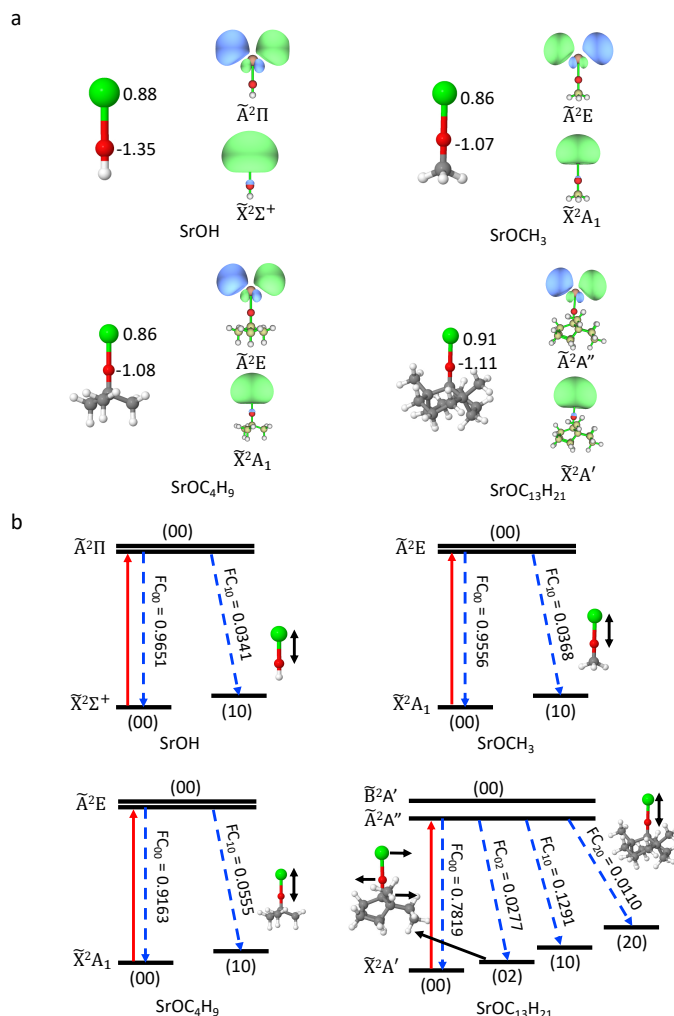 a
0.88
-1.35
Ã²Π
X̃²Σ⁺
SrOH
0.86
-1.07
Ã²E
X̃²A₁
SrOCH₃
0.86
-1.08
Ã²E
X̃²A₁
SrOC₄H₉
0.91
-1.11
òA″
X̃²A′
SrOC₁₃H₂₁
b
(00)
Ã²Π
FC₀₀ = 0.9651
FC₁₀ = 0.0341
X̃²Σ⁺
(00)
(10)
SrOH
(00)
Ã²E
FC₀₀ = 0.9556
FC₁₀ = 0.0368
X̃²A₁
(00)
(10)
SrOCH₃
(00)
Ã²E
FC₀₀ = 0.9163
FC₁₀ = 0.0555
X̃²A₁
(00)
(10)
SrOC₄H₉
(00)
B̃²A′
òA″
FC₀₀ = 0.7819
FC₀₂ = 0.0277
FC₁₀ = 0.1291
FC₂₀ = 0.0110
X̃²A′
(00)
(02)
(10)
(20)
SrOC₁₃H₂₁